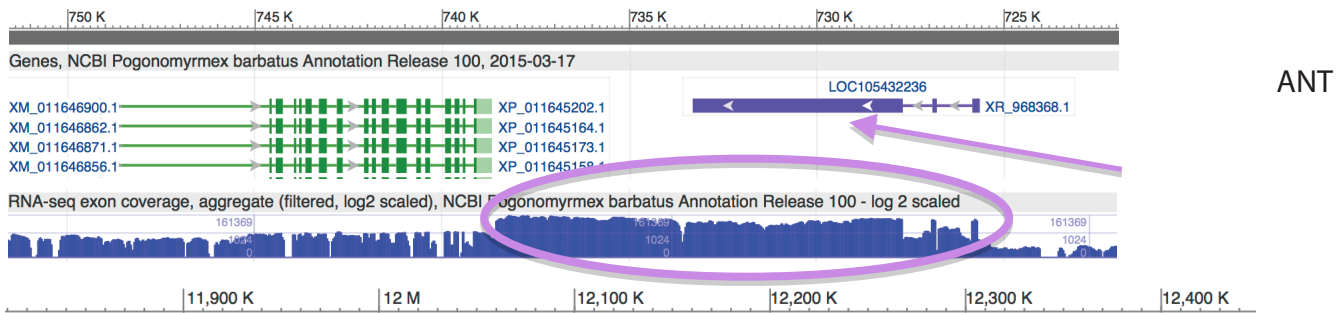 750 K 745 K 740 K 735 K 730 K 725 K
Genes, NCBI Pogonomyrmex barbatus Annotation Release 100, 2015-03-17
ANT
LOC105432236
XM_011646900.1 XP_011645202.1 XR_968368.1
XM_011646862.1 XP_011645164.1
XM_011646871.1 XP_011645173.1
XM_011646856.1 XP_011645158.1
RNA-seq exon coverage, aggregate (filtered, log2 scaled), NCBI Pogonomyrmex barbatus Annotation Release 100 - log 2 scaled
161369 161369 161369
1024 1024 1024
0 0 0
11,900 K 12 M 12,100 K 12,200 K 12,300 K 12,400 K